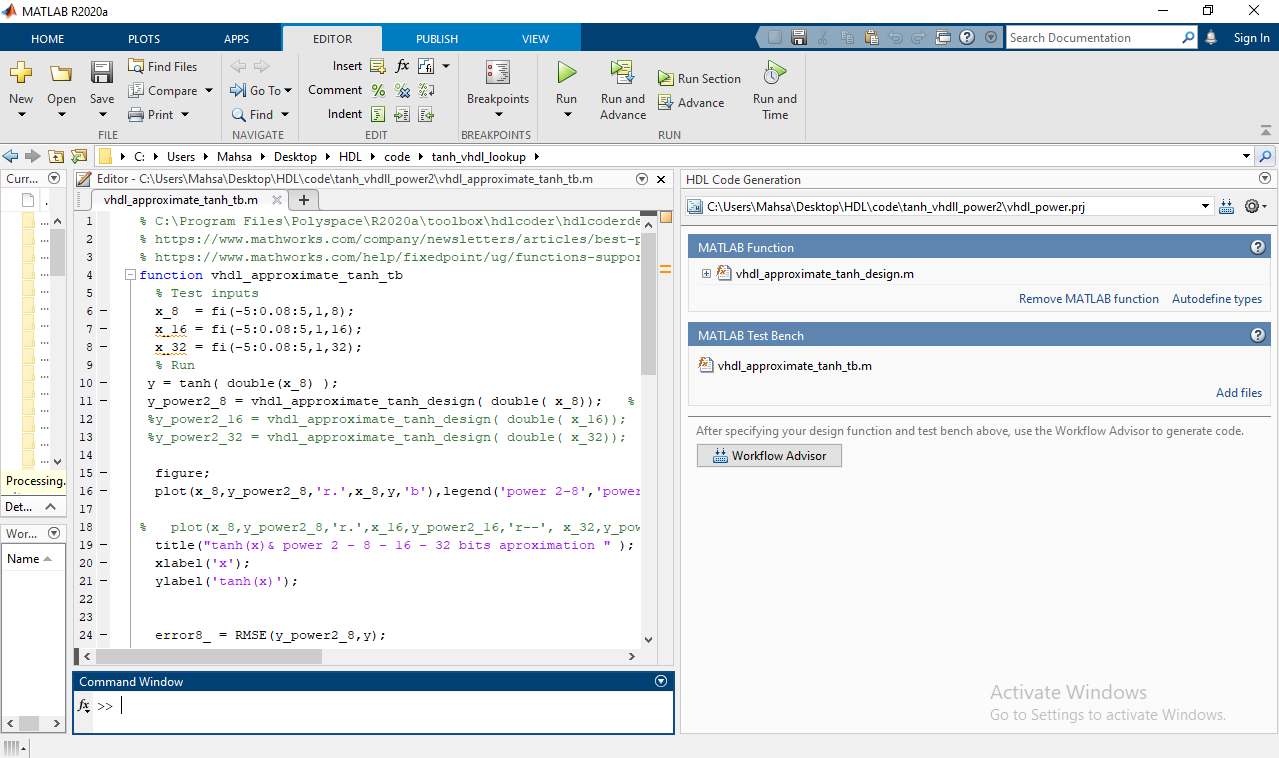 MATLAB R2020a
HOME PLOTS APPS EDITOR PUBLISH VIEW Search Documentation Sign In
New Open Save Find Files Compare Print
FILE
Go To Find
NAVIGATE
Insert fx
Comment
Indent
EDIT
Breakpoints
BREAKPOINTS
Run Run and Advance Run Section Advance Run and Time
RUN
C: Users Mahsa Desktop HDL code tanh_vhdl_lookup
Curr...
Processing.
Det...
Wor...
Name
Editor - C:\Users\Mahsa\Desktop\HDL\code\tanh_vhdll_power2\vhdl_approximate_tanh_tb.m
vhdl_approximate_tanh_tb.m
1 % C:\Program Files\Polyspace\R2020a\toolbox\hdlcoder\hdlcoderde
2 % https://www.mathworks.com/company/newsletters/articles/best-p
3 % https://www.mathworks.com/help/fixedpoint/ug/functions-suppor
4 function vhdl_approximate_tanh_tb
5 % Test inputs
6 – x_8  = fi(-5:0.08:5,1,8);
7 – x_16 = fi(-5:0.08:5,1,16);
8 – x_32 = fi(-5:0.08:5,1,32);
9 % Run
10 – y = tanh( double(x_8) );
11 – y_power2_8 = vhdl_approximate_tanh_design( double( x_8));   %
12 %y_power2_16 = vhdl_approximate_tanh_design( double( x_16));
13 %y_power2_32 = vhdl_approximate_tanh_design( double( x_32));
14
15 – figure;
16 – plot(x_8,y_power2_8,'r.',x_8,y,'b'),legend('power 2-8','power
17
18 %   plot(x_8,y_power2_8,'r.',x_16,y_power2_16,'r--', x_32,y_pow
19 – title("tanh(x)& power 2 - 8 - 16 - 32 bits aproximation " );
20 – xlabel('x');
21 – ylabel('tanh(x)');
22
23
24 – error8_ = RMSE(y_power2_8,y);
Command Window
fx >>
HDL Code Generation
C:\Users\Mahsa\Desktop\HDL\code\tanh_vhdll_power2\vhdl_power.prj
MATLAB Function
vhdl_approximate_tanh_design.m
Remove MATLAB function Autodefine types
MATLAB Test Bench
vhdl_approximate_tanh_tb.m
Add files
After specifying your design function and test bench above, use the Workflow Advisor to generate code.
Workflow Advisor
Activate Windows
Go to Settings to activate Windows.